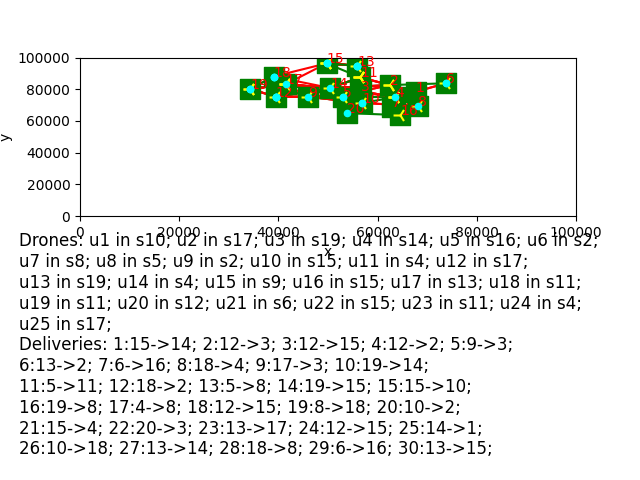 100000
80000
60000
40000
20000
0
y
15
13
11
14
0 20000 40000 60000 80000 100000
x
Drones: u1 in s10; u2 in s17; u3 in s19; u4 in s14; u5 in s16; u6 in s2;
u7 in s8; u8 in s5; u9 in s2; u10 in s15; u11 in s4; u12 in s17;
u13 in s19; u14 in s4; u15 in s9; u16 in s15; u17 in s13; u18 in s11;
u19 in s11; u20 in s12; u21 in s6; u22 in s15; u23 in s11; u24 in s4;
u25 in s17;
Deliveries: 1:15->14; 2:12->3; 3:12->15; 4:12->2; 5:9->3;
6:13->2; 7:6->16; 8:18->4; 9:17->3; 10:19->14;
11:5->11; 12:18->2; 13:5->8; 14:19->15; 15:15->10;
16:19->8; 17:4->8; 18:12->15; 19:8->18; 20:10->2;
21:15->4; 22:20->3; 23:13->17; 24:12->15; 25:14->1;
26:10->18; 27:13->14; 28:18->8; 29:6->16; 30:13->15;